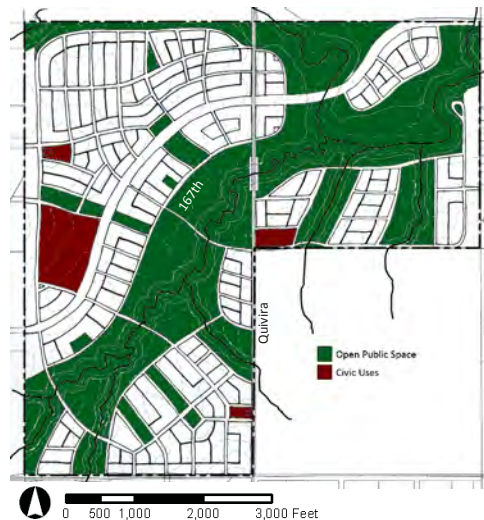 167th
Quivira
Open Public Space
Civic Uses
0 500 1,000 2,000 3,000 Feet